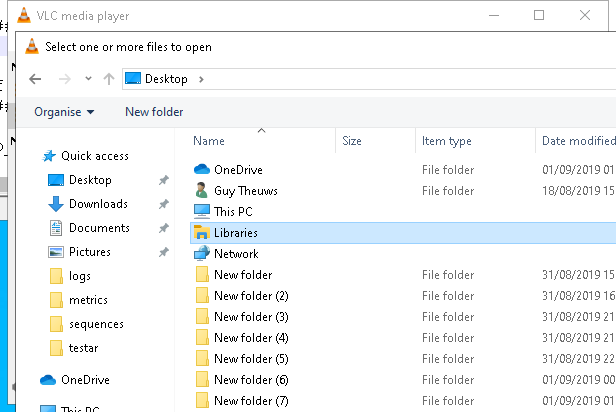 VLC media player
Select one or more files to open
Desktop
Organise New folder
Name Size Item type Date modified
Quick access
Desktop
Downloads
Documents
Pictures
logs
metrics
sequences
testar
OneDrive
This PC
OneDrive File folder 01/09/2019 01
Guy Theuws File folder 18/08/2019 15
This PC
Libraries
Network
New folder File folder 31/08/2019 15
New folder (2) File folder 31/08/2019 16
New folder (3) File folder 31/08/2019 21
New folder (4) File folder 31/08/2019 21
New folder (5) File folder 31/08/2019 22
New folder (6) File folder 01/09/2019 00
New folder (7) File folder 01/09/2019 01